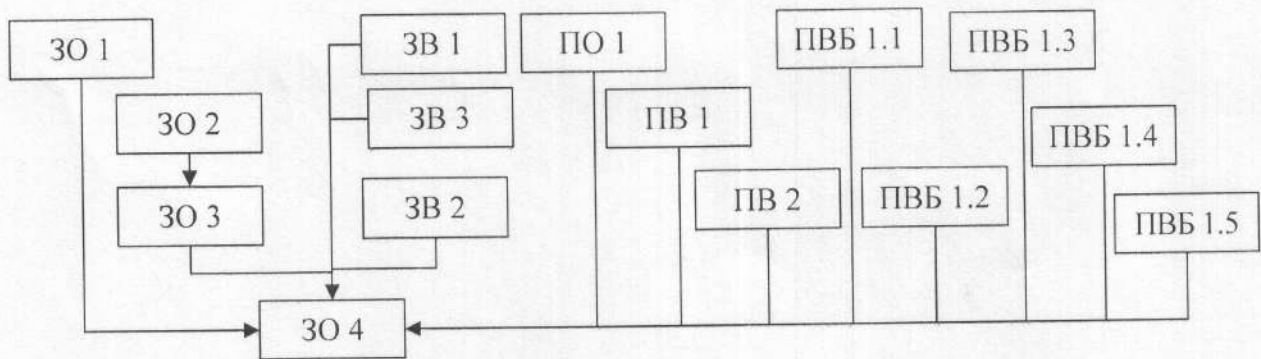 ЗО 1
ЗВ 1
ПО 1
ПВБ 1.1
ПВБ 1.3
ЗО 2
ЗВ 3
ПВ 1
ПВБ 1.4
ЗО 3
ЗВ 2
ПВ 2
ПВБ 1.2
ПВБ 1.5
ЗО 4